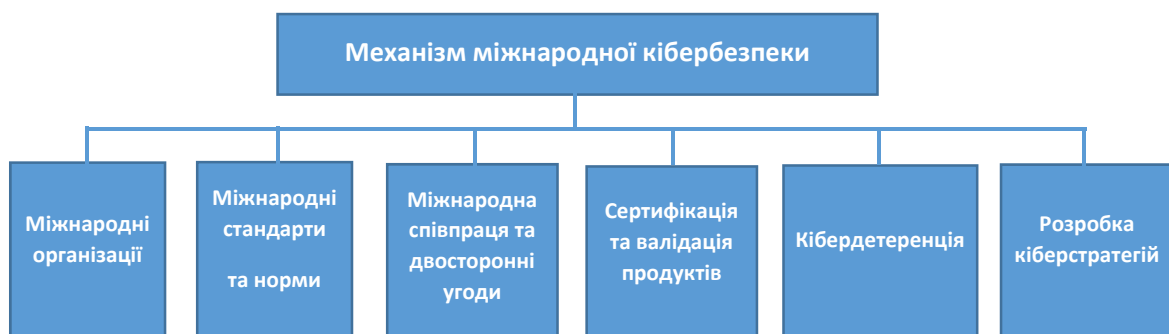 Механізм міжнародної кібербезпеки
Міжнародні
організації
Міжнародні
стандарти
та норми
Міжнародна
співпраця та
двосторонні
угоди
Сертифікація
та валідація
продуктів
Кібердетеренція
Розробка
кіберстратегій